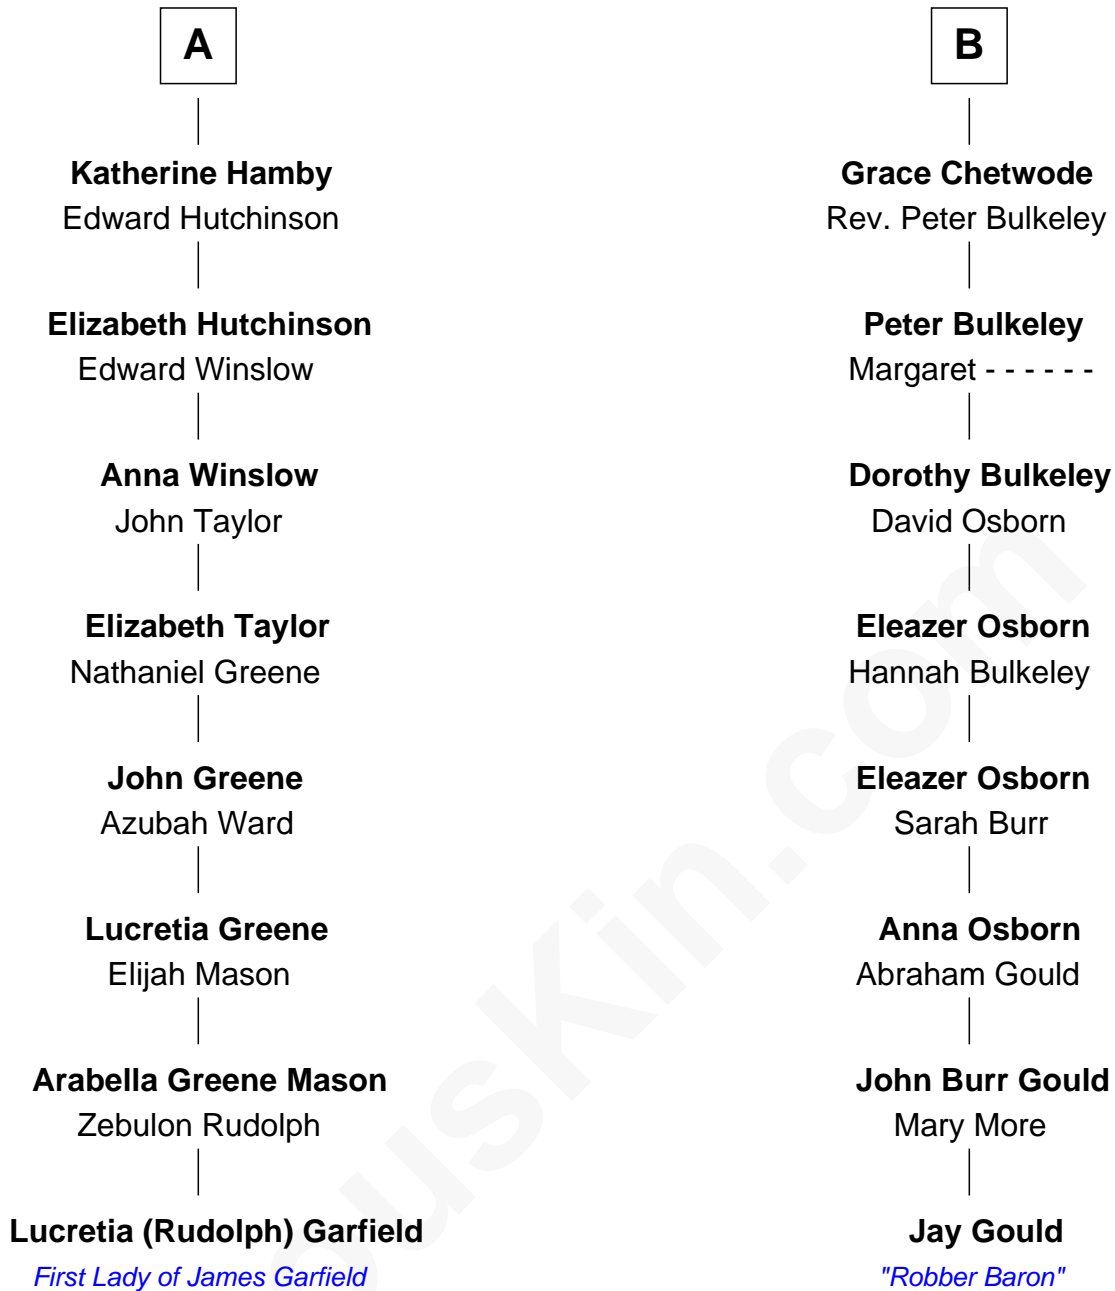 A
Katherine Hamby
Edward Hutchinson
Elizabeth Hutchinson
Edward Winslow
Anna Winslow
John Taylor
Elizabeth Taylor
Nathaniel Greene
John Greene
Azubah Ward
Lucretia Greene
Elijah Mason
Arabella Greene Mason
Zebulon Rudolph
Lucretia (Rudolph) Garfield
First Lady of James Garfield
B
Grace Chetwode
Rev. Peter Bulkeley
Peter Bulkeley
Margaret - - - - - -
Dorothy Bulkeley
David Osborn
Eleazer Osborn
Hannah Bulkeley
Eleazer Osborn
Sarah Burr
Anna Osborn
Abraham Gould
John Burr Gould
Mary More
Jay Gould
"Robber Baron"
ousKin.com